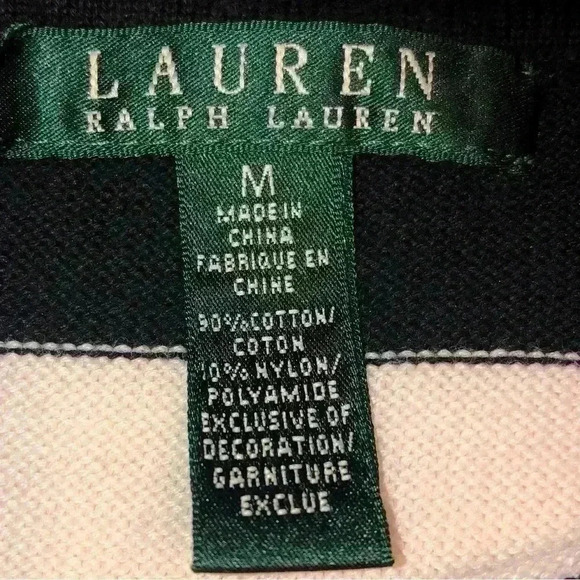 LAUREN
RALPH LAUREN
M
MADE IN
CHINA
FABRIQUE EN
CHINE
90%COTTON/
COTON
10%NYLON/
POLYAMIDE
EXCLUSIVE OF
DECORATION/
GARNITURE
EXCLUE